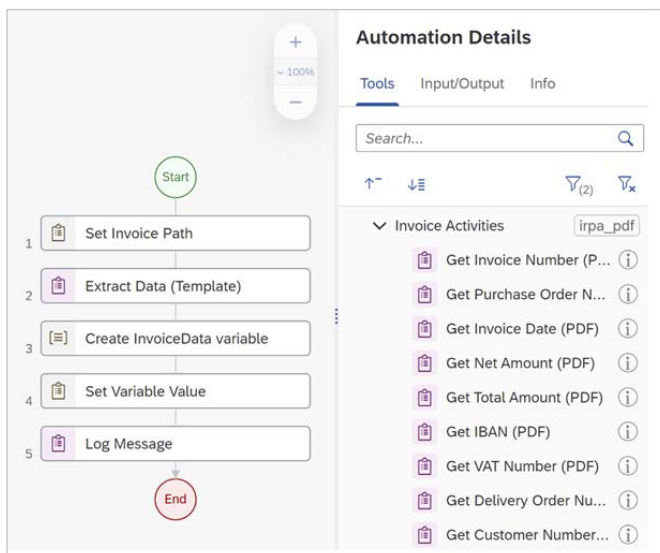 100%
Start
1 Set Invoice Path
2 Extract Data (Template)
3 Create InvoiceData variable
4 Set Variable Value
5 Log Message
End
Automation Details
Tools Input/Output Info
Search...
(2)
Invoice Activities irpa_pdf
Get Invoice Number (P...
Get Purchase Order N...
Get Invoice Date (PDF)
Get Net Amount (PDF)
Get Total Amount (PDF)
Get IBAN (PDF)
Get VAT Number (PDF)
Get Delivery Order Nu...
Get Customer Number...